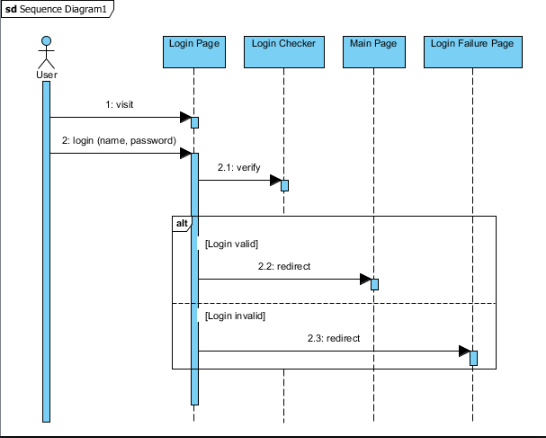 sd Sequence Diagram1
User
Login Page
Login Checker
Main Page
Login Failure Page
1: visit
2: login (name, password)
2.1: verify
alt
[Login valid]
2.2: redirect
[Login invalid]
2.3: redirect